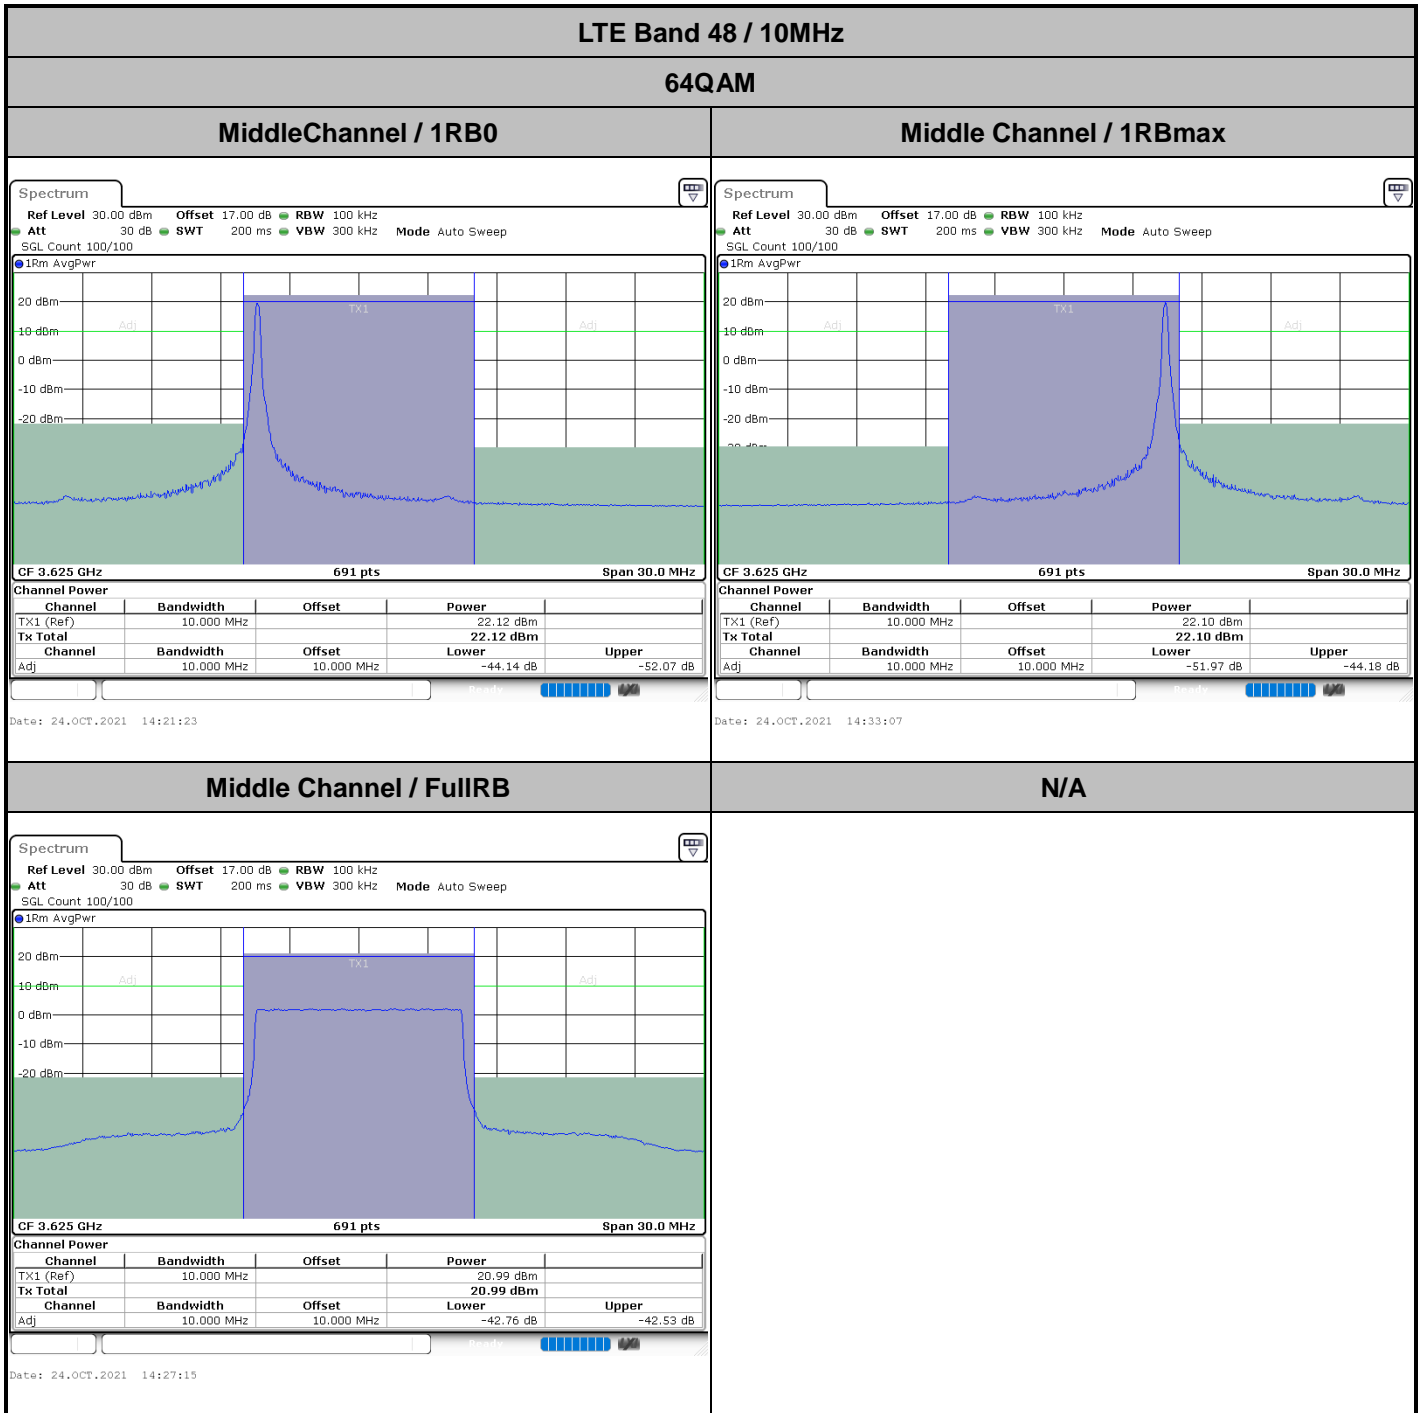 LTE Band 48 / 10MHz
64QAM
MiddleChannel / 1RB0
Middle Channel / 1RBmax
Spectrum
Ref Level 30.00 dBm Offset 17.00 dB RBW 100 kHz
Att 30 dB SWT 200 ms VBW 300 kHz Mode Auto Sweep
SGL Count 100/100
1Rm AvgPwr
20 dBm
TX1
Adj
Adj
10 dBm
0 dBm
-10 dBm
-20 dBm
CF 3.625 GHz 691 pts Span 30.0 MHz
Channel Power
Channel Bandwidth Offset Power
TX1 (Ref) 10.000 MHz 22.12 dBm
Tx Total 22.12 dBm
Channel Bandwidth Offset Lower Upper
Adj 10.000 MHz 10.000 MHz -44.14 dB -52.07 dB
Ready
Date: 24.OCT.2021 14:21:23
Spectrum
Ref Level 30.00 dBm Offset 17.00 dB RBW 100 kHz
Att 30 dB SWT 200 ms VBW 300 kHz Mode Auto Sweep
SGL Count 100/100
1Rm AvgPwr
20 dBm
TX1
Adj
Adj
10 dBm
0 dBm
-10 dBm
-20 dBm
-30 dBm
CF 3.625 GHz 691 pts Span 30.0 MHz
Channel Power
Channel Bandwidth Offset Power
TX1 (Ref) 10.000 MHz 22.10 dBm
Tx Total 22.10 dBm
Channel Bandwidth Offset Lower Upper
Adj 10.000 MHz 10.000 MHz -51.97 dB -44.18 dB
Ready
Date: 24.OCT.2021 14:33:07
Middle Channel / FullRB
N/A
Spectrum
Ref Level 30.00 dBm Offset 17.00 dB RBW 100 kHz
Att 30 dB SWT 200 ms VBW 300 kHz Mode Auto Sweep
SGL Count 100/100
1Rm AvgPwr
20 dBm
TX1
Adj
Adj
10 dBm
0 dBm
-10 dBm
-20 dBm
CF 3.625 GHz 691 pts Span 30.0 MHz
Channel Power
Channel Bandwidth Offset Power
TX1 (Ref) 10.000 MHz 20.99 dBm
Tx Total 20.99 dBm
Channel Bandwidth Offset Lower Upper
Adj 10.000 MHz 10.000 MHz -42.76 dB -42.53 dB
Ready
Date: 24.OCT.2021 14:27:15